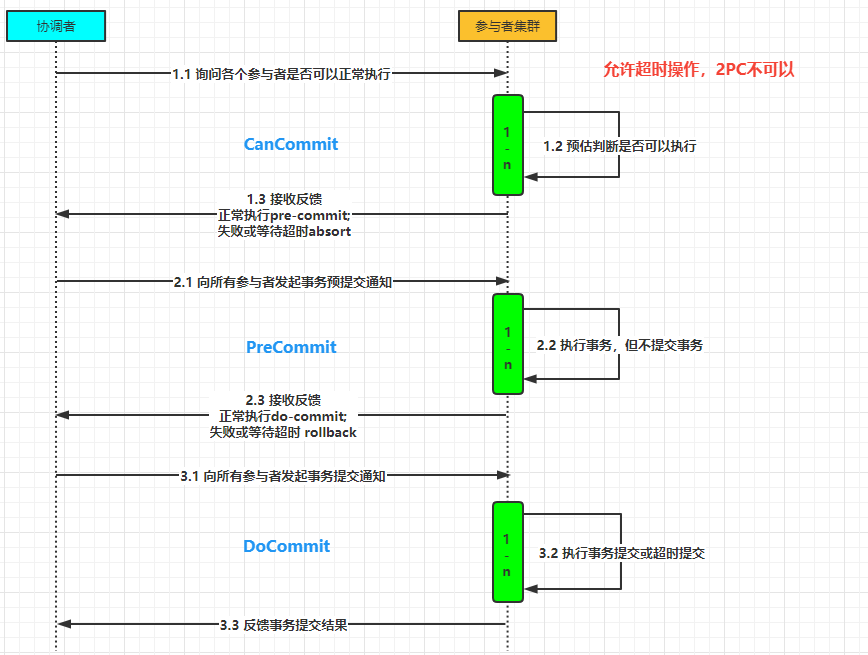 协调者
参与者集群
1.1 询问各个参与者是否可以正常执行
允许超时操作，2PC不可以
CanCommit
1
-
n
1.2 预估判断是否可以执行
1.3 接收反馈
正常执行pre-commit;
失败或等待超时absort
2.1 向所有参与者发起事务预提交通知
PreCommit
1
-
n
2.2 执行事务，但不提交事务
2.3 接收反馈
正常执行do-commit;
失败或等待超时 rollback
3.1 向所有参与者发起事务提交通知
DoCommit
1
-
n
3.2 执行事务提交或超时提交
3.3 反馈事务提交结果